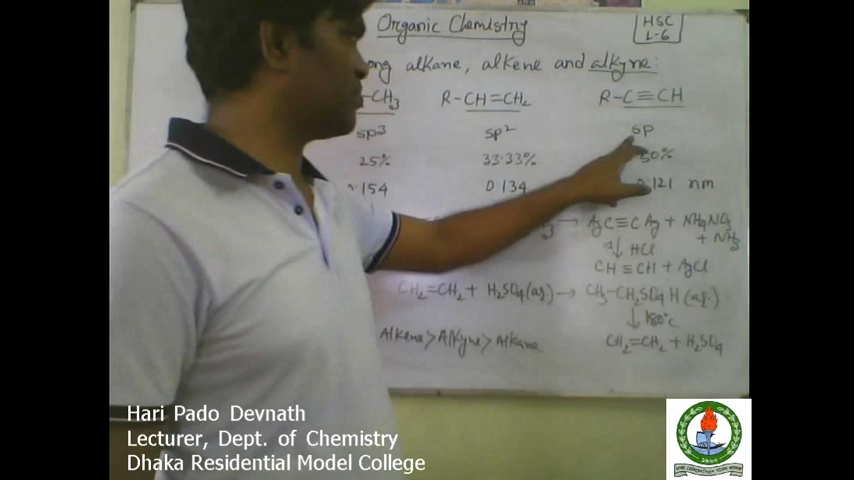 Organic Chemistry
HSC
L-6
alkane, alkene and alkyne:
CH3 R-CH=CH2 R-C≡CH
sp3 sp2 sp
25% 33.33% 50%
0.154 0.134 0.121 nm
→ AgC≡CAg + NH4NO3
+ NH3
↓ HCl
CH≡CH + AgCl
CH2=CH2 + H2SO4(aq) → CH3-CH2SO4H(aq)
↓
CH2=CH2 + H2SO4
Alkene > Alkyne > Alkane
Hari Pado Devnath
Lecturer, Dept. of Chemistry
Dhaka Residential Model College